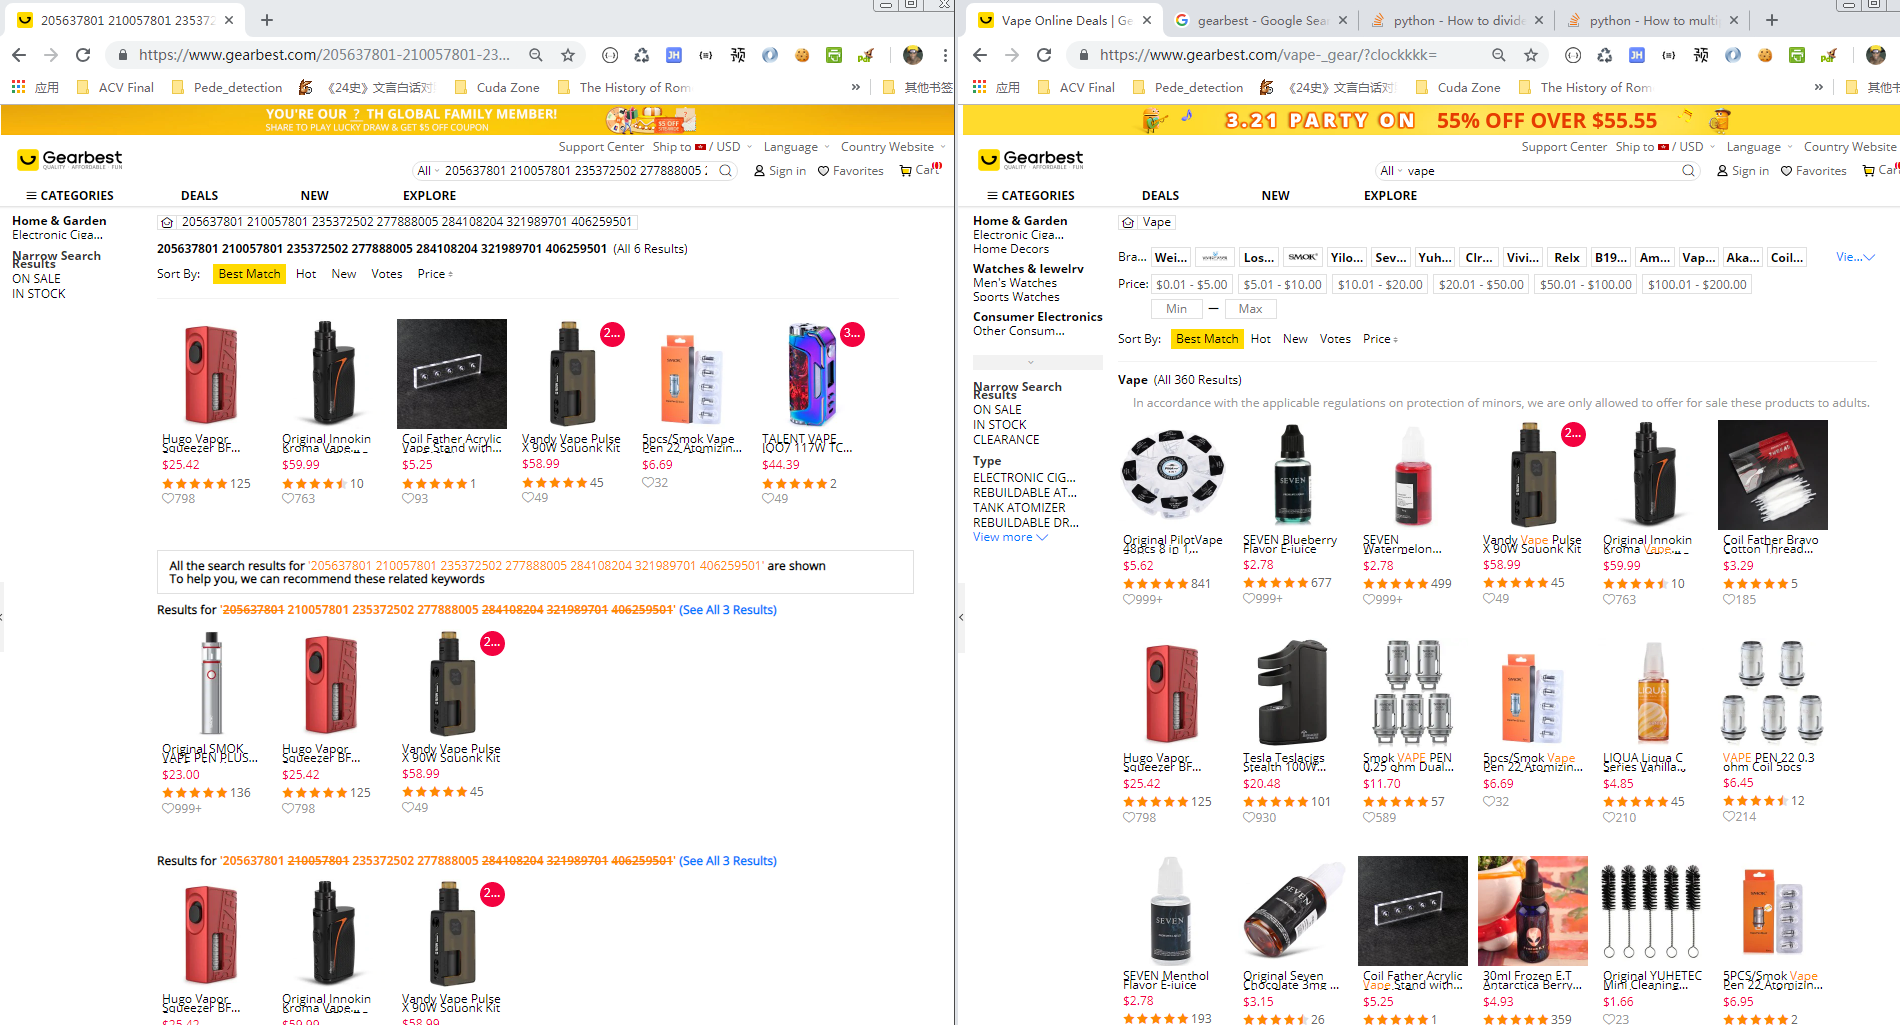 205637801 210057801 23537
https://www.gearbest.com/205637801-210057801-23...
应用
ACV Final
Pede_detection
《24史》文言白话对
Cuda Zone
The History of Rom
»
其他书签
YOU'RE OUR ? TH GLOBAL FAMILY MEMBER!
SHARE TO PLAY LUCKY DRAW & GET $5 OFF COUPON
$5 OFF
Support Center Ship to / USD Language Country Website
Gearbest
QUALITY · AFFORDABLE · FUN
All 205637801 210057801 235372502 277888005 2
Sign in Favorites Cart
CATEGORIES DEALS NEW EXPLORE
Home & Garden
Electronic Ciga...
Narrow Search
Results
ON SALE
IN STOCK
205637801 210057801 235372502 277888005 284108204 321989701 406259501
205637801 210057801 235372502 277888005 284108204 321989701 406259501 (All 6 Results)
Sort By: Best Match Hot New Votes Price
2...
3...
Hugo Vapor
Squeezer BF...
$25.42
125
798
Original Innokin
Kroma Vape...
$59.99
10
763
Coil Father Acrylic
Vape Stand with...
$5.25
1
93
Vandy Vape Pulse
X 90W Squonk Kit
$58.99
45
49
5pcs/Smok Vape
Pen 22 Atomizin...
$6.69
32
TALENT VAPE
IQO7 117W TC...
$44.39
2
49
All the search results for '205637801 210057801 235372502 277888005 284108204 321989701 406259501' are shown
To help you, we can recommend these related keywords
Results for '205637801 210057801 235372502 277888005 284108204 321989701 406259501' (See All 3 Results)
2...
Original SMOK
VAPE PEN PLUS...
$23.00
136
999+
Hugo Vapor
Squeezer BF...
$25.42
125
798
Vandy Vape Pulse
X 90W Squonk Kit
$58.99
45
49
Results for '205637801 210057801 235372502 277888005 284108204 321989701 406259501' (See All 3 Results)
2...
Hugo Vapor
Squeezer BF...
$25.42
Original Innokin
Kroma Vape...
$59.99
Vandy Vape Pulse
X 90W Squonk Kit
$58.99
Vape Online Deals | Ge
gearbest - Google Sear
python - How to divide
python - How to multip
https://www.gearbest.com/vape-_gear/?clockkkk=
应用
ACV Final
Pede_detection
《24史》文言白话对
Cuda Zone
The History of Rom
»
其他书
3.21 PARTY ON 55% OFF OVER $55.55
Support Center Ship to / USD Language Country Website
Gearbest
QUALITY · AFFORDABLE · FUN
All vape
Sign in Favorites Cart
CATEGORIES DEALS NEW EXPLORE
Home & Garden
Electronic Ciga...
Home Decors
Watches & Jewelry
Men's Watches
Sports Watches
Consumer Electronics
Other Consum...
Narrow Search
Results
ON SALE
IN STOCK
CLEARANCE
Type
ELECTRONIC CIG...
REBUILDABLE AT...
TANK ATOMIZER
REBUILDABLE DR...
View more
Vape
Bra... Wei... Los... SMOK Yilo... Sev... Yuh... Clr... Vivi... Relx B19... Am... Vap... Aka... Coil... Vie...
Price: $0.01 - $5.00 $5.01 - $10.00 $10.01 - $20.00 $20.01 - $50.00 $50.01 - $100.00 $100.01 - $200.00
Min — Max
Sort By: Best Match Hot New Votes Price
Vape (All 360 Results)
In accordance with the applicable regulations on protection of minors, we are only allowed to offer for sale these products to adults.
2...
Original PilotVape
48pcs 8 in 1...
$5.62
841
999+
SEVEN Blueberry
Flavor E-juice
$2.78
677
999+
SEVEN
Watermelon...
$2.78
499
999+
Vandy Vape Pulse
X 90W Squonk Kit
$58.99
45
49
Original Innokin
Kroma Vape...
$59.99
10
763
Coil Father Bravo
Cotton Thread...
$3.29
5
185
Hugo Vapor
Squeezer BF...
$25.42
125
798
Tesla Teslacigs
Stealth 100W...
$20.48
101
930
Smok VAPE PEN
0.25 ohm Dual...
$11.70
57
589
5pcs/Smok Vape
Pen 22 Atomizin...
$6.69
32
LIQUA Liqua C
Series Vanilla...
$4.85
45
210
VAPE PEN 22 0.3
ohm Coil 5pcs
$6.45
12
214
SEVEN Menthol
Flavor E-juice
$2.78
193
Original Seven
Chocolate 3mg ...
$3.15
26
Coil Father Acrylic
Vape Stand with...
$5.25
1
30ml Frozen E.T
Antarctica Berry...
$4.93
359
Original YUHETEC
Mini Cleaning...
$1.66
23
5PCS/Smok Vape
Pen 22 Atomizin...
$6.95
2